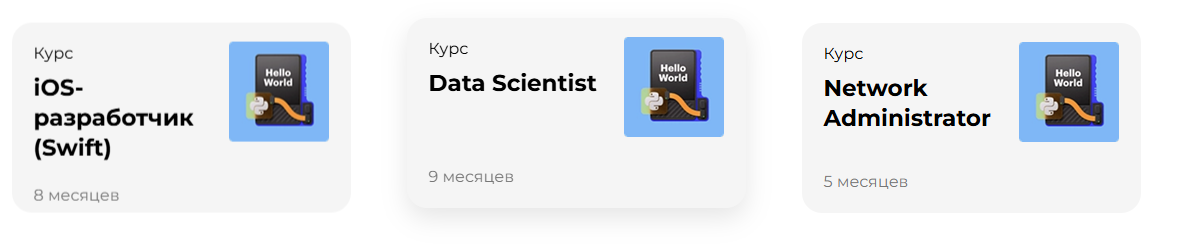 Курс
iOS-
разработчик
(Swift)
8 месяцев
Hello
World
Курс
Data Scientist
9 месяцев
Hello
World
Курс
Network
Administrator
5 месяцев
Hello
World